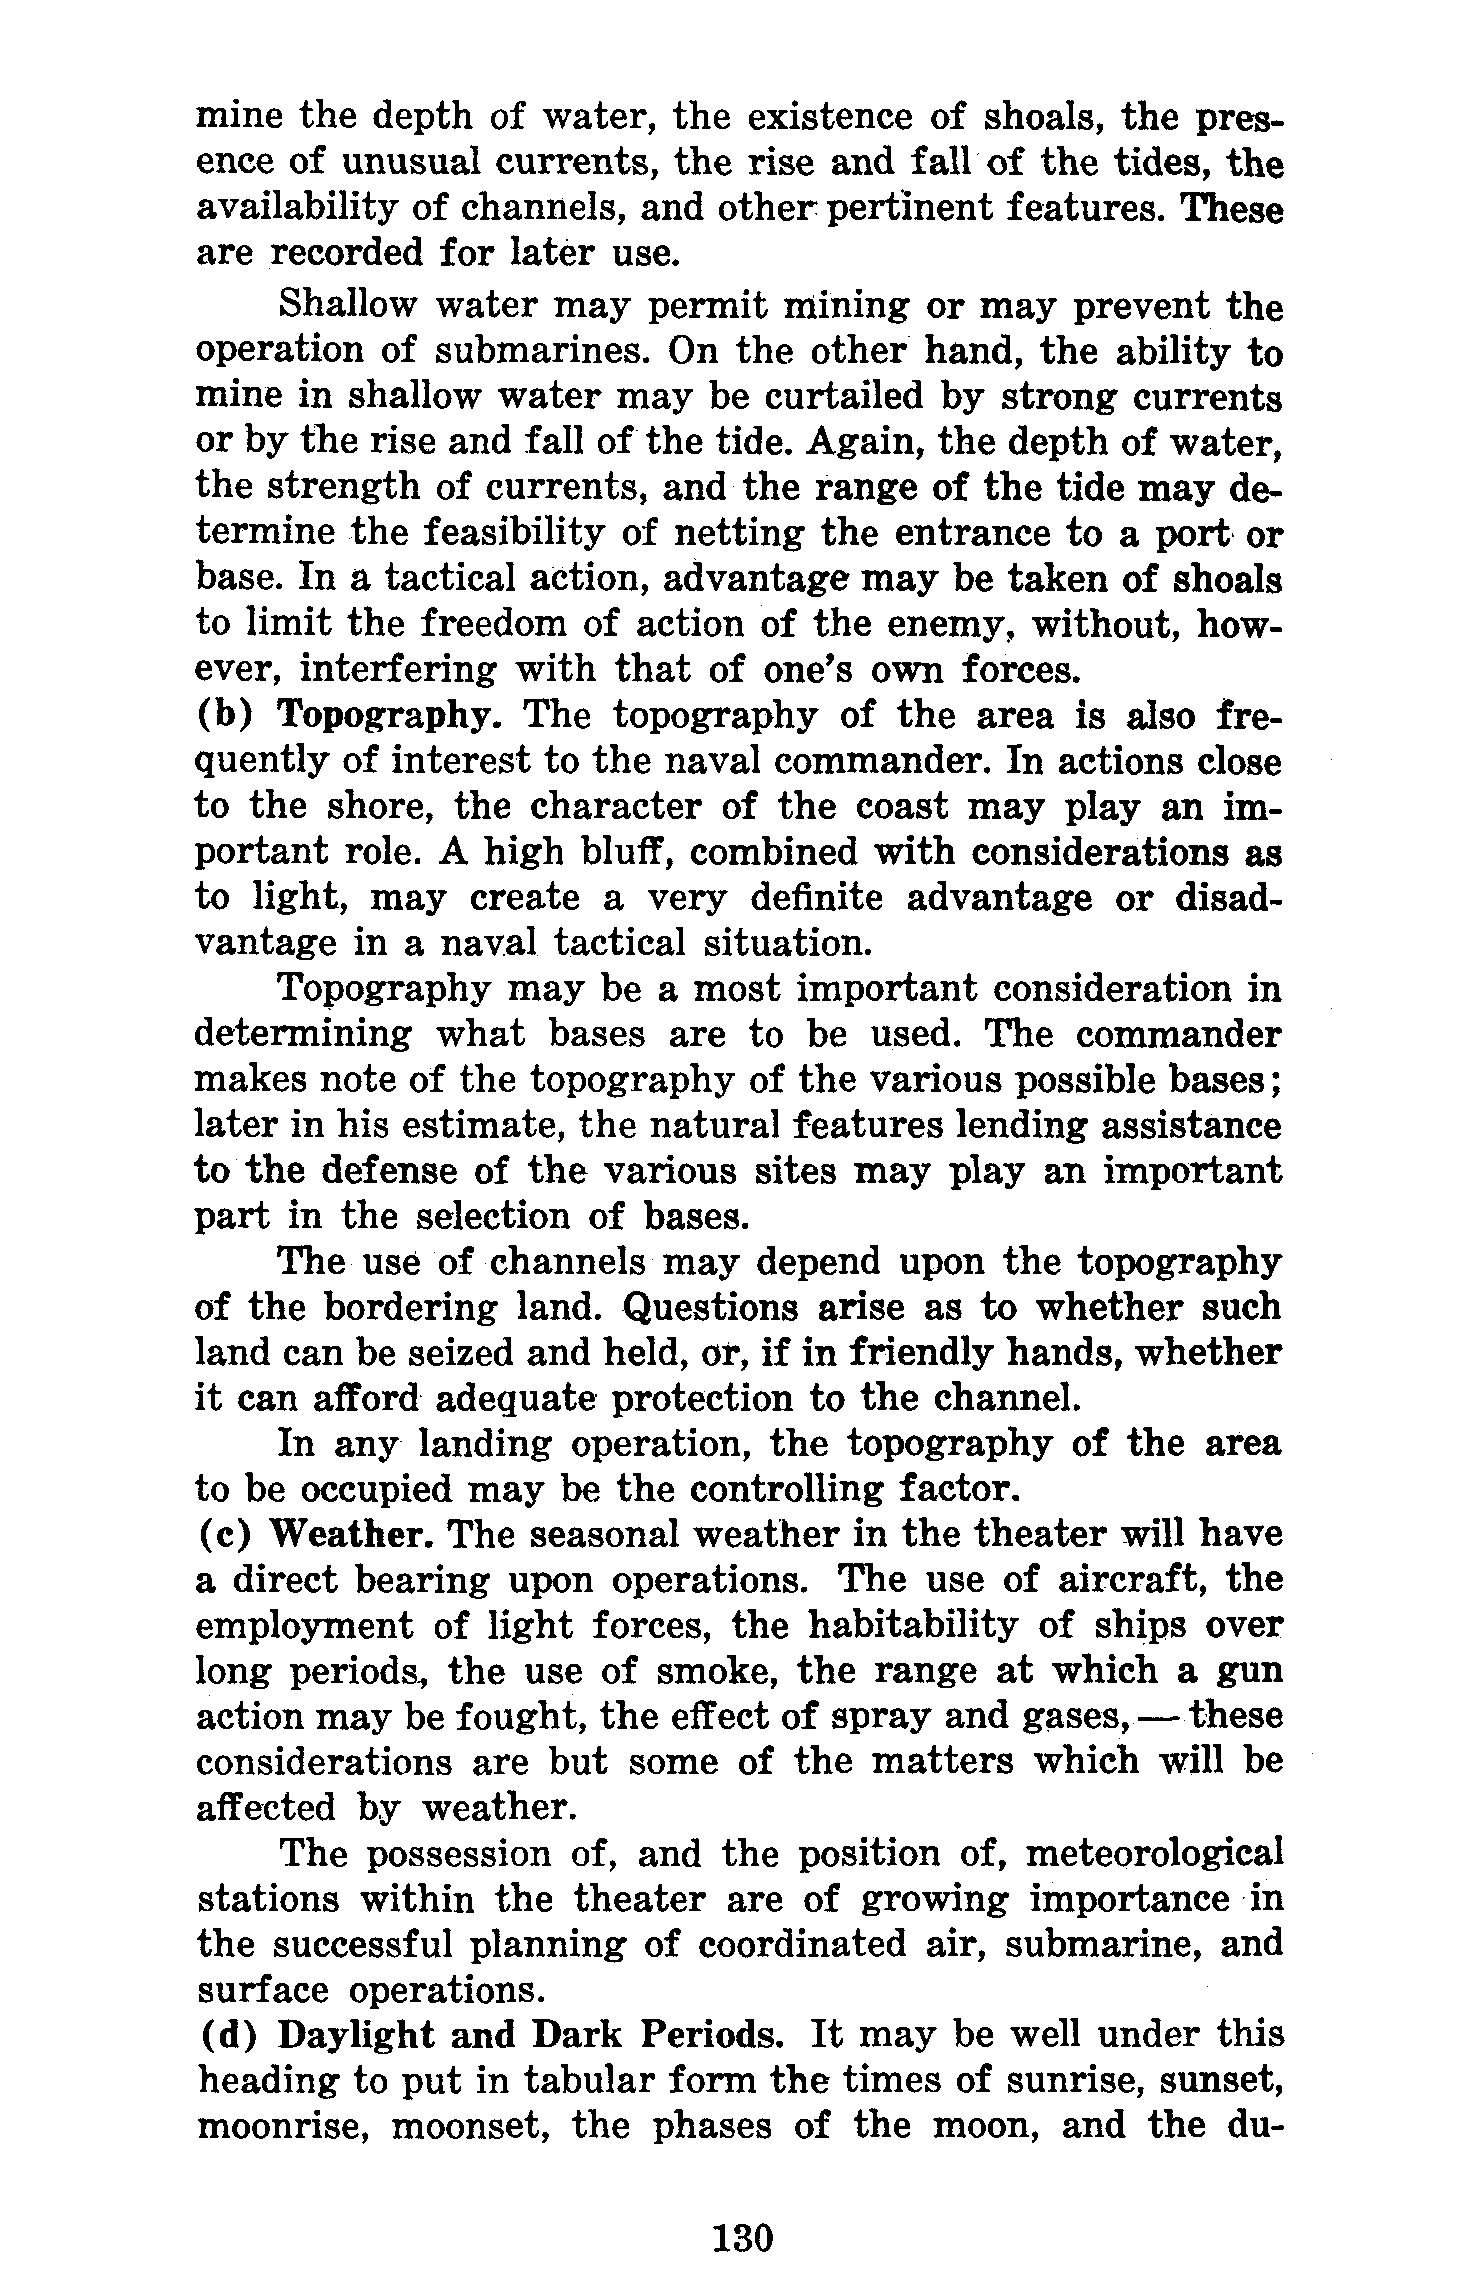 mine the depth of water, the existence of shoals, the pres-
ence of unusual currents, the rise and fall of the tides, the
availability of channels, and other pertinent features. These
are recorded for later use.
Shallow water may permit mining or may prevent the
operation of submarines. On the other hand, the ability to
mine in shallow water may be curtailed by strong currents
or by the rise and fall of the tide. Again, the depth of water,
the strength of currents, and the range of the tide may de-
termine the feasibility of netting the entrance to a port or
base. In a tactical action, advantage may be taken of shoals
to limit the freedom of action of the enemy, without, how-
ever, interfering with that of one's own forces.
(b) Topography. The topography of the area is also fre-
quently of interest to the naval commander. In actions close
to the shore, the character of the coast may play an im-
portant role. A high bluff, combined with considerations as
to light, may create a very definite advantage or disad-
vantage in a naval tactical situation.
Topography may be a most important consideration in
determining what bases are to be used. The commander
makes note of the topography of the various possible bases;
later in his estimate, the natural features lending assistance
to the defense of the various sites may play an important
part in the selection of bases.
The use of channels may depend upon the topography
of the bordering land. Questions arise as to whether such
land can be seized and held, or, if in friendly hands, whether
it can afford adequate protection to the channel.
In any landing operation, the topography of the area
to be occupied may be the controlling factor.
(c) Weather. The seasonal weather in the theater will have
a direct bearing upon operations. The use of aircraft, the
employment of light forces, the habitability of ships over
long periods, the use of smoke, the range at which a gun
action may be fought, the effect of spray and gases,— these
considerations are but some of the matters which will be
affected by weather.
The possession of, and the position of, meteorological
stations within the theater are of growing importance in
the successful planning of coordinated air, submarine, and
surface operations.
(d) Daylight and Dark Periods. It may be well under this
heading to put in tabular form the times of sunrise, sunset,
moonrise, moonset, the phases of the moon, and the du-
130